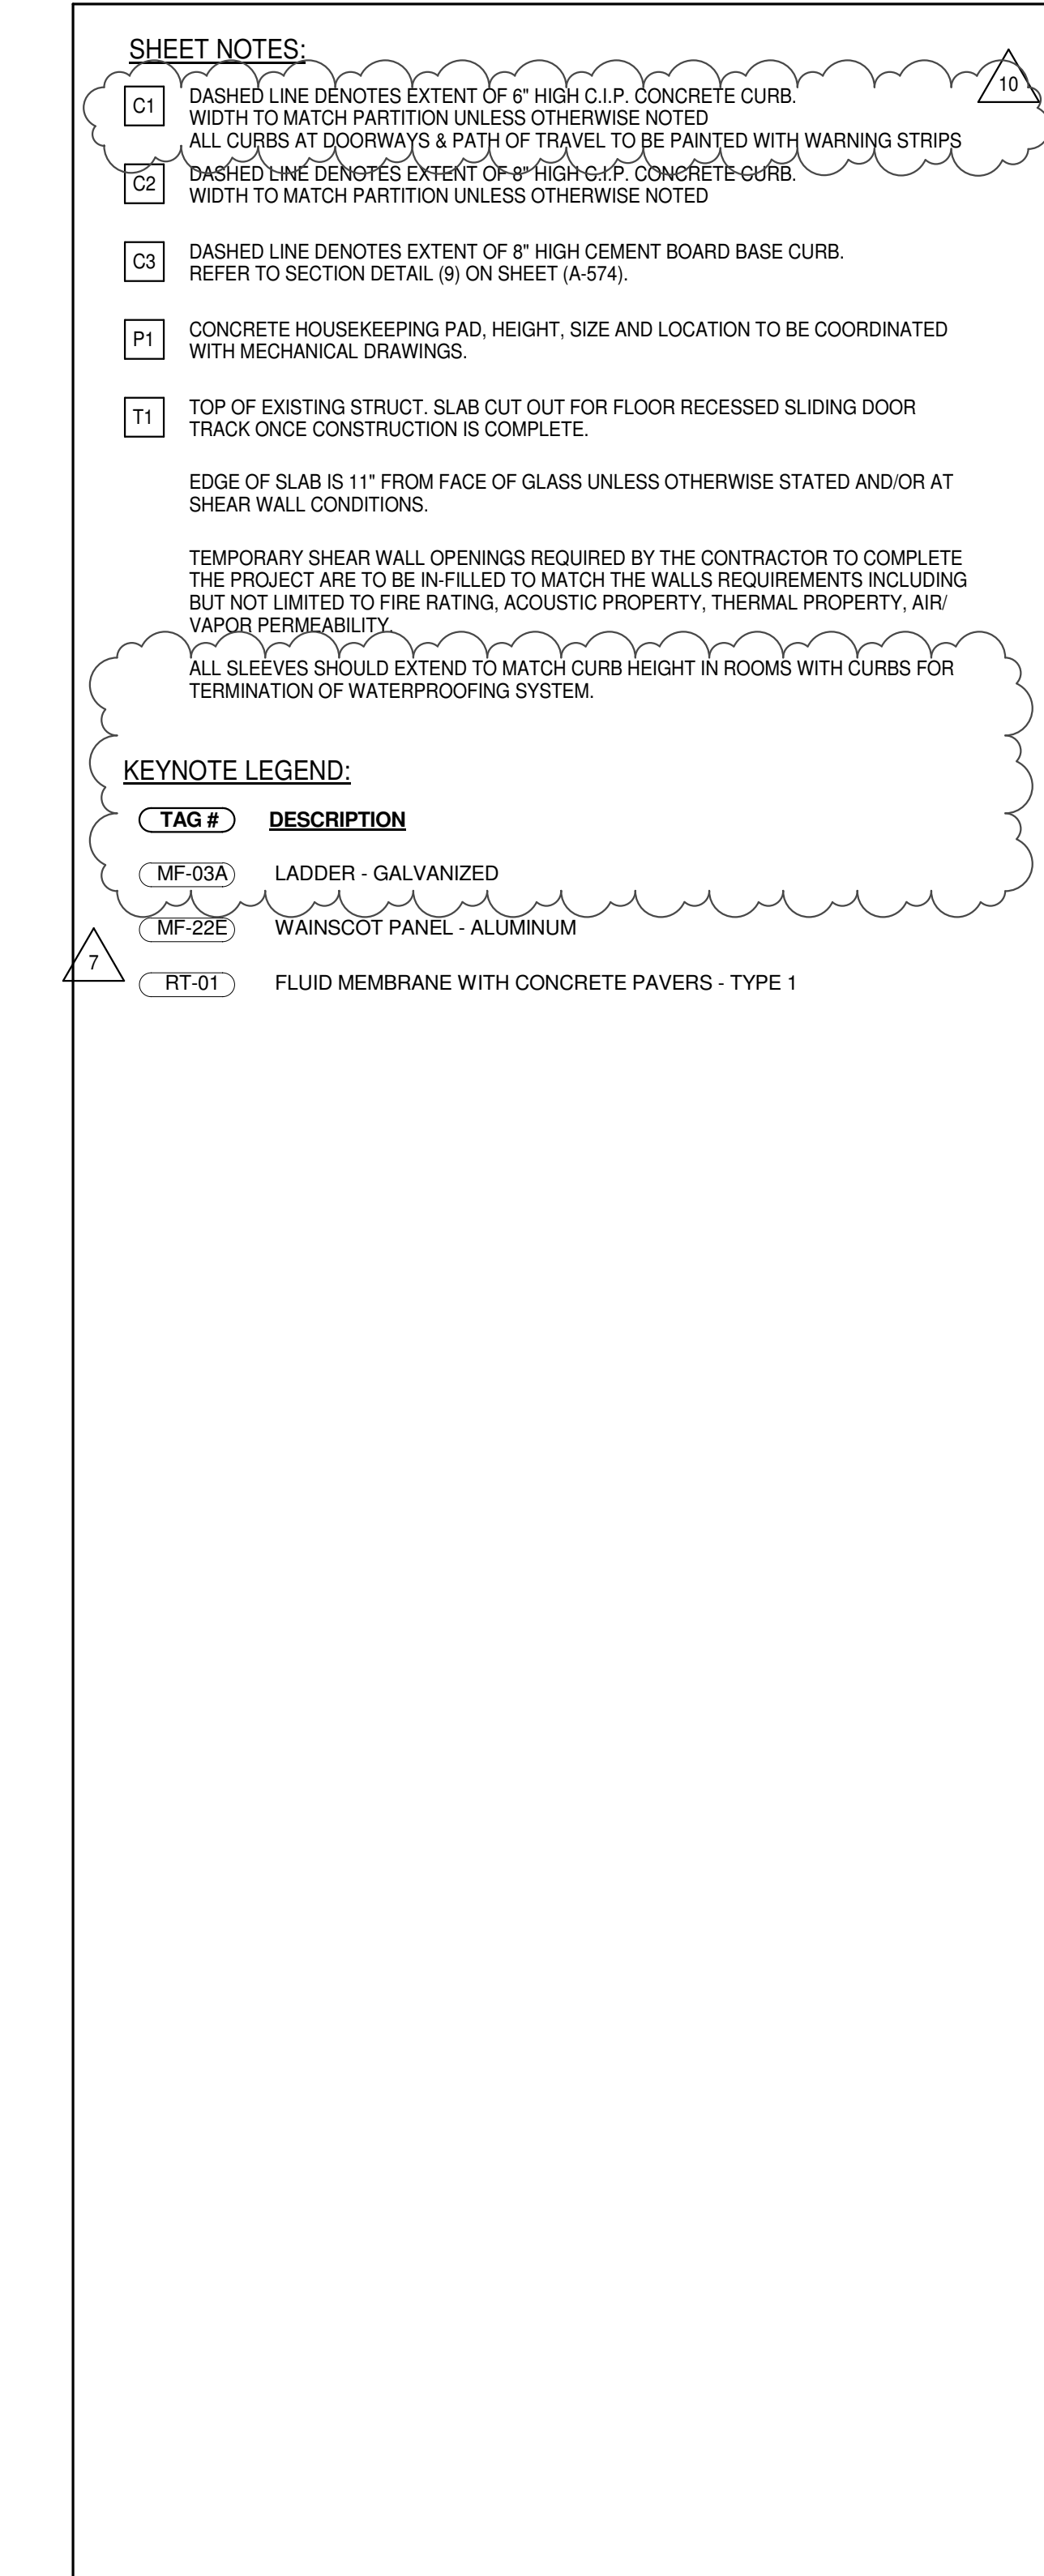 SHEET NOTES:
10
C1
DASHED LINE DENOTES EXTENT OF 6" HIGH C.I.P. CONCRETE CURB.
WIDTH TO MATCH PARTITION UNLESS OTHERWISE NOTED
ALL CURBS AT DOORWAYS & PATH OF TRAVEL TO BE PAINTED WITH WARNING STRIPS
C2
DASHED LINE DENOTES EXTENT OF 8" HIGH C.I.P. CONCRETE CURB.
WIDTH TO MATCH PARTITION UNLESS OTHERWISE NOTED
C3
DASHED LINE DENOTES EXTENT OF 8" HIGH CEMENT BOARD BASE CURB.
REFER TO SECTION DETAIL (9) ON SHEET (A-574).
P1
CONCRETE HOUSEKEEPING PAD, HEIGHT, SIZE AND LOCATION TO BE COORDINATED
WITH MECHANICAL DRAWINGS.
T1
TOP OF EXISTING STRUCT. SLAB CUT OUT FOR FLOOR RECESSED SLIDING DOOR
TRACK ONCE CONSTRUCTION IS COMPLETE.
EDGE OF SLAB IS 11" FROM FACE OF GLASS UNLESS OTHERWISE STATED AND/OR AT
SHEAR WALL CONDITIONS.
TEMPORARY SHEAR WALL OPENINGS REQUIRED BY THE CONTRACTOR TO COMPLETE
THE PROJECT ARE TO BE IN-FILLED TO MATCH THE WALLS REQUIREMENTS INCLUDING
BUT NOT LIMITED TO FIRE RATING, ACOUSTIC PROPERTY, THERMAL PROPERTY, AIR/
VAPOR PERMEABILITY.
ALL SLEEVES SHOULD EXTEND TO MATCH CURB HEIGHT IN ROOMS WITH CURBS FOR
TERMINATION OF WATERPROOFING SYSTEM.
KEYNOTE LEGEND:
TAG # DESCRIPTION
MF-03A LADDER - GALVANIZED
MF-22E WAINSCOT PANEL - ALUMINUM
7
RT-01 FLUID MEMBRANE WITH CONCRETE PAVERS - TYPE 1